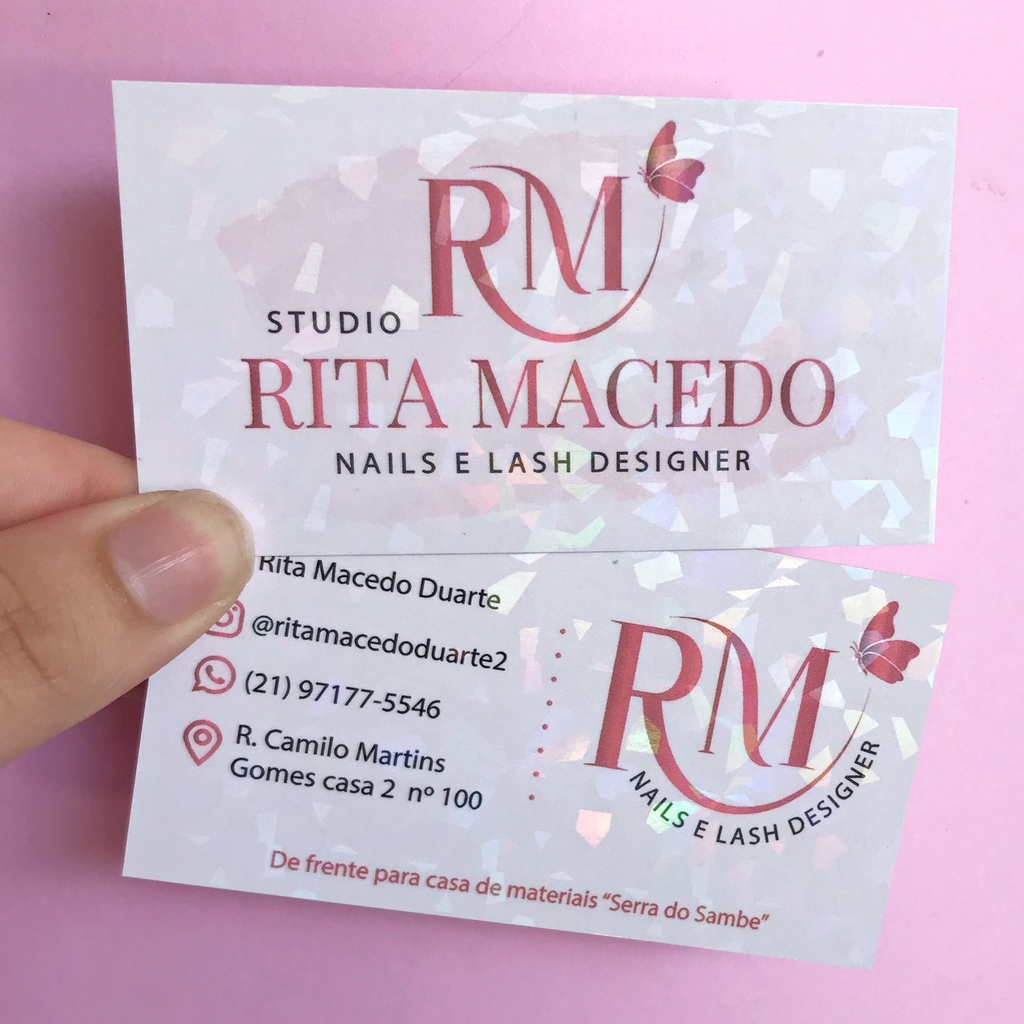 RM
STUDIO
RITA MACEDO
NAILS E LASH DESIGNER
Rita Macedo Duarte
@ritamacedoduarte2
(21) 97177-5546
R. Camilo Martins
Gomes casa 2 nº 100
RM
NAILS E LASH DESIGNER
De frente para casa de materiais “Serra do Sambe”